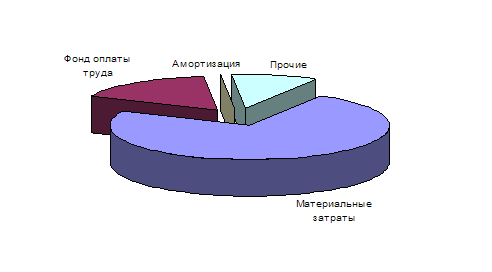 Фонд оплаты
труда
Амортизация
Прочие
Материальные
затраты